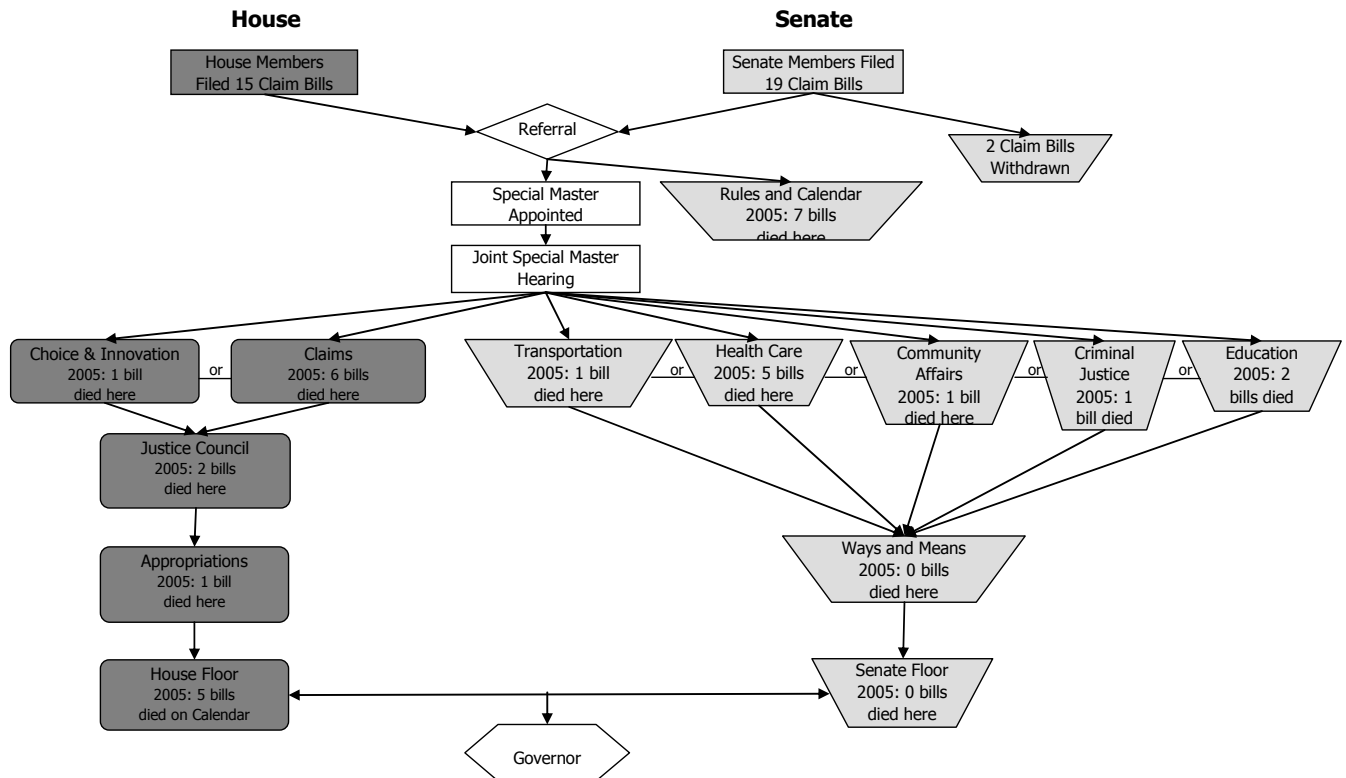 House
Senate
House Members
Filed 15 Claim Bills
Senate Members Filed
19 Claim Bills
Referral
2 Claim Bills
Withdrawn
Special Master
Appointed
Rules and Calendar
2005: 7 bills
died here
Joint Special Master
Hearing
Choice & Innovation
2005: 1 bill
died here
or
Claims
2005: 6 bills
died here
Transportation
2005: 1 bill
died here
or
Health Care
2005: 5 bills
died here
or
Community
Affairs
2005: 1 bill
died here
or
Criminal
Justice
2005: 1
bill died
or
Education
2005: 2
bills died
Justice Council
2005: 2 bills
died here
Appropriations
2005: 1 bill
died here
Ways and Means
2005: 0 bills
died here
House Floor
2005: 5 bills
died on Calendar
Senate Floor
2005: 0 bills
died here
Governor